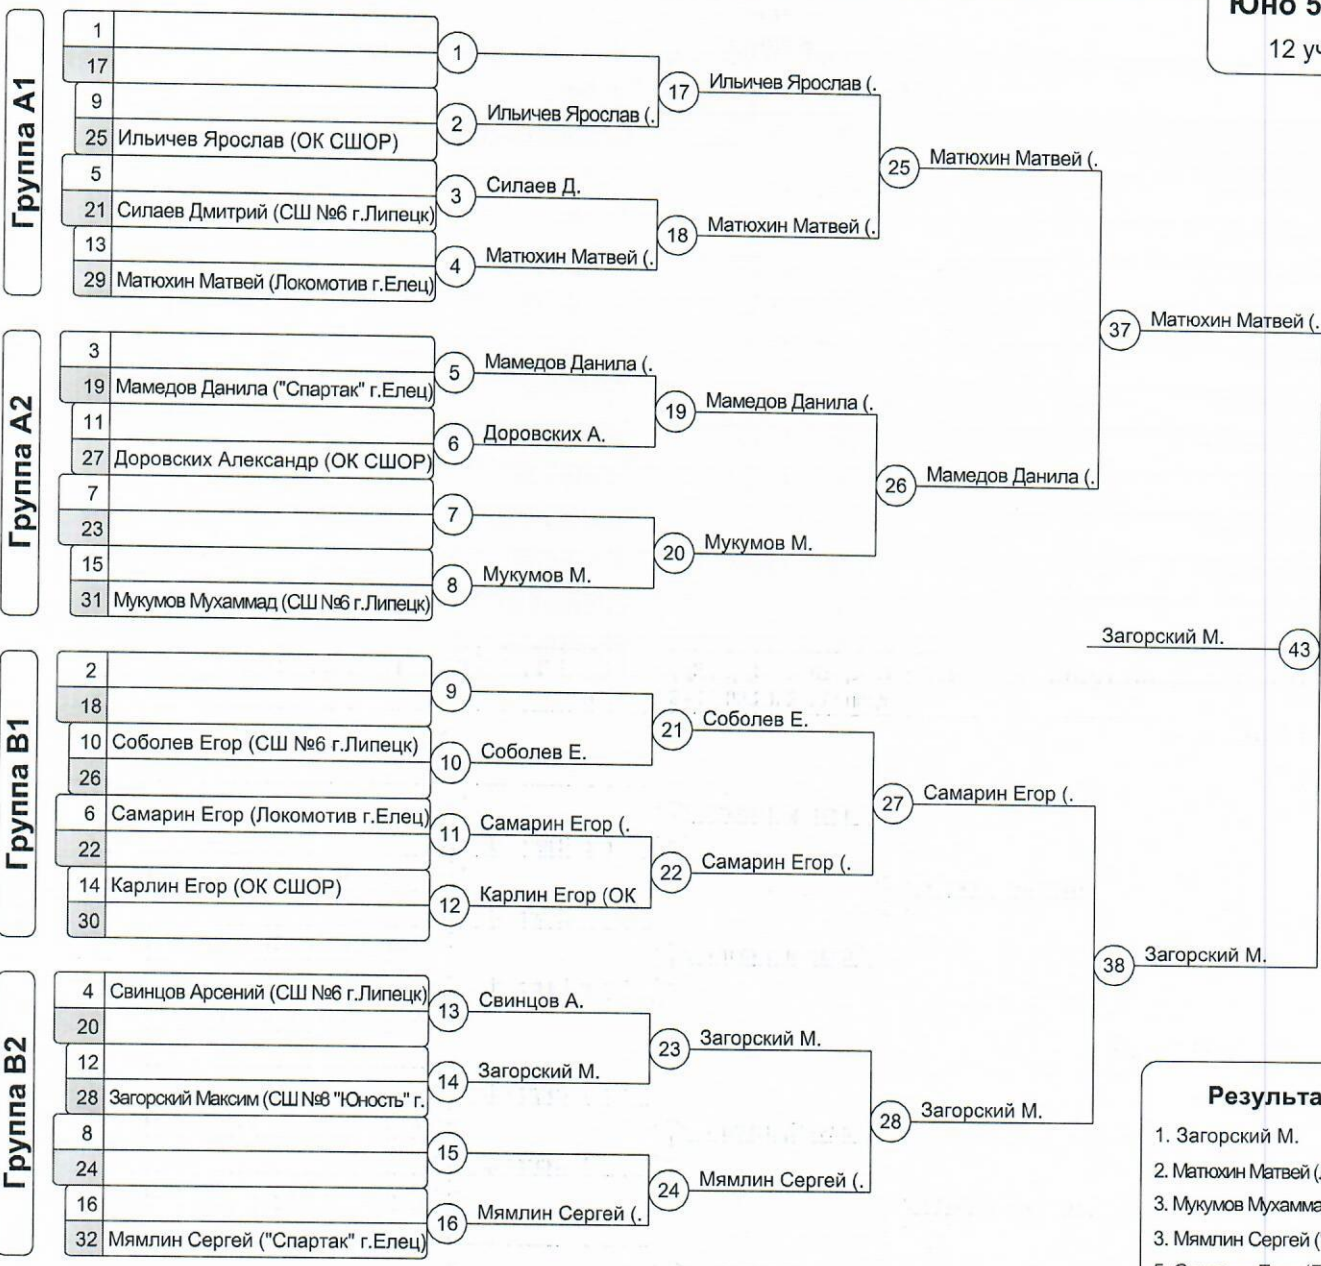 Юно 5
12 уч
Группа A1
1
17
9
25 Ильичев Ярослав (ОК СШОР)
5
21 Силаев Дмитрий (СШ №6 г.Липецк)
13
29 Матюхин Матвей (Локомотив г.Елец)
1
2 Ильичев Ярослав (.
3 Силаев Д.
4 Матюхин Матвей (.
17 Ильичев Ярослав (.
18 Матюхин Матвей (.
25 Матюхин Матвей (.
Группа A2
3
19 Мамедов Данила ("Спартак" г.Елец)
11
27 Доровских Александр (ОК СШОР)
7
23
15
31 Мукумов Мухаммад (СШ №6 г.Липецк)
5 Мамедов Данила (.
6 Доровских А.
7
8 Мукумов М.
19 Мамедов Данила (.
20 Мукумов М.
26 Мамедов Данила (.
37 Матюхин Матвей (.
Загорский М. 43
Группа B1
2
18
10 Соболев Егор (СШ №6 г.Липецк)
26
6 Самарин Егор (Локомотив г.Елец)
22
14 Карлин Егор (ОК СШОР)
30
9
10 Соболев Е.
11 Самарин Егор (.
12 Карлин Егор (ОК
21 Соболев Е.
22 Самарин Егор (.
27 Самарин Егор (.
Группа B2
4 Свинцов Арсений (СШ №6 г.Липецк)
20
12
28 Загорский Максим (СШ №8 "Юность" г.
8
24
16
32 Мямлин Сергей ("Спартак" г.Елец)
13 Свинцов А.
14 Загорский М.
15
16 Мямлин Сергей (.
23 Загорский М.
24 Мямлин Сергей (.
28 Загорский М.
38 Загорский М.
Результа
1. Загорский М.
2. Матюхин Матвей (.
3. Мукумов Мухамма
3. Мямлин Сергей (